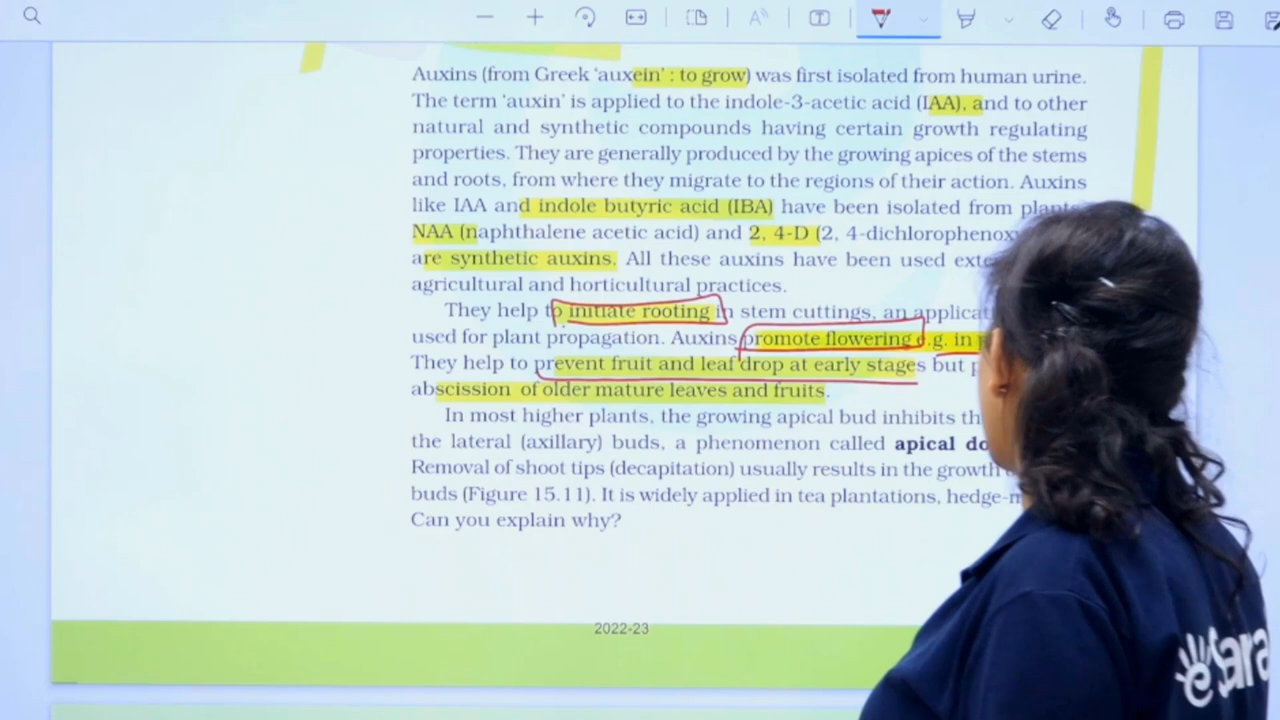 Auxins (from Greek ‘auxein’ : to grow) was first isolated from human urine.
The term ‘auxin’ is applied to the indole-3-acetic acid (IAA), and to other
natural and synthetic compounds having certain growth regulating
properties. They are generally produced by the growing apices of the stems
and roots, from where they migrate to the regions of their action. Auxins
like IAA and indole butyric acid (IBA) have been isolated from plants.
NAA (naphthalene acetic acid) and 2, 4-D (2, 4-dichlorophenox
are synthetic auxins. All these auxins have been used exte
agricultural and horticultural practices.
They help to initiate rooting in stem cuttings, an applicat
used for plant propagation. Auxins promote flowering e.g. in p
They help to prevent fruit and leaf drop at early stages but p
abscission of older mature leaves and fruits.
In most higher plants, the growing apical bud inhibits th
the lateral (axillary) buds, a phenomenon called apical do
Removal of shoot tips (decapitation) usually results in the growth
buds (Figure 15.11). It is widely applied in tea plantations, hedge-m
Can you explain why?
2022-23